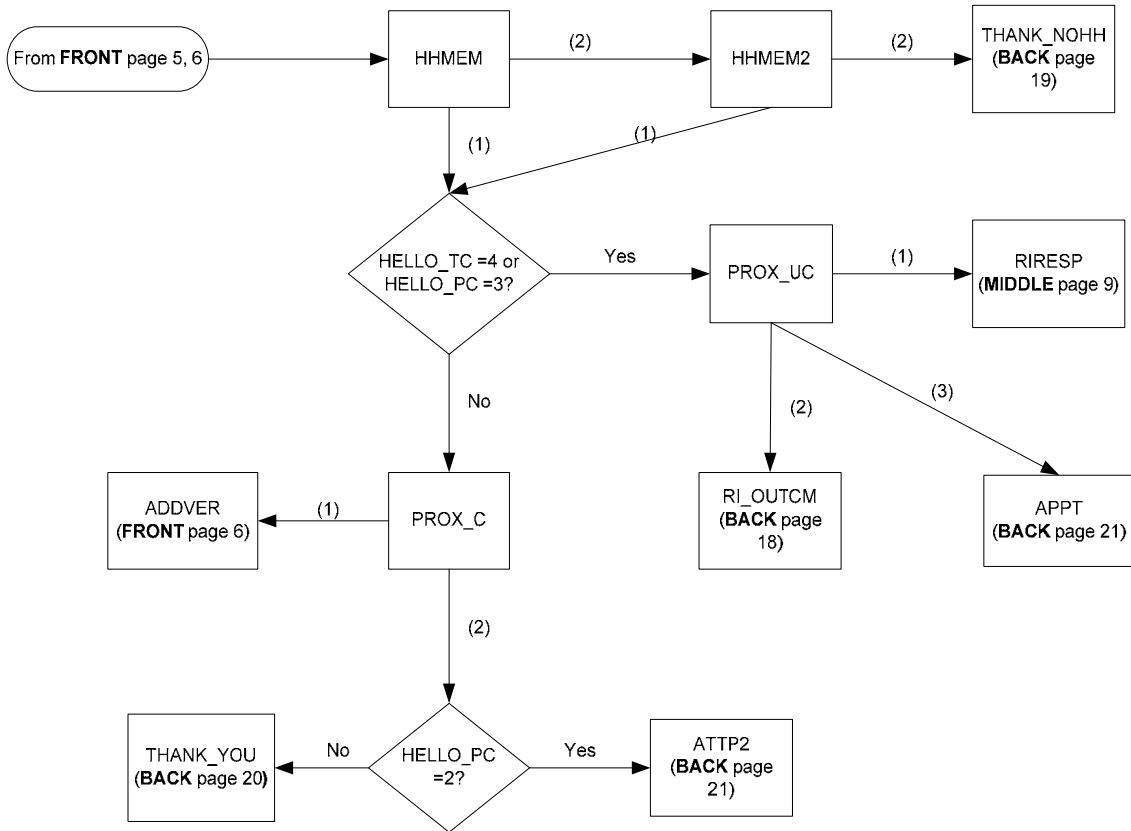 From FRONT page 5, 6
HHMEM
(2)
HHMEM2
(2)
THANK_NOHH
(BACK page
19)
(1)
(1)
HELLO_TC =4 or
HELLO_PC =3?
Yes
PROX_UC
(1)
RIRESP
(MIDDLE page 9)
No
(2)
(3)
ADDVER
(FRONT page 6)
(1)
PROX_C
RI_OUTCM
(BACK page
18)
APPT
(BACK page 21)
(2)
THANK_YOU
(BACK page 20)
No
HELLO_PC
=2?
Yes
ATTP2
(BACK page
21)